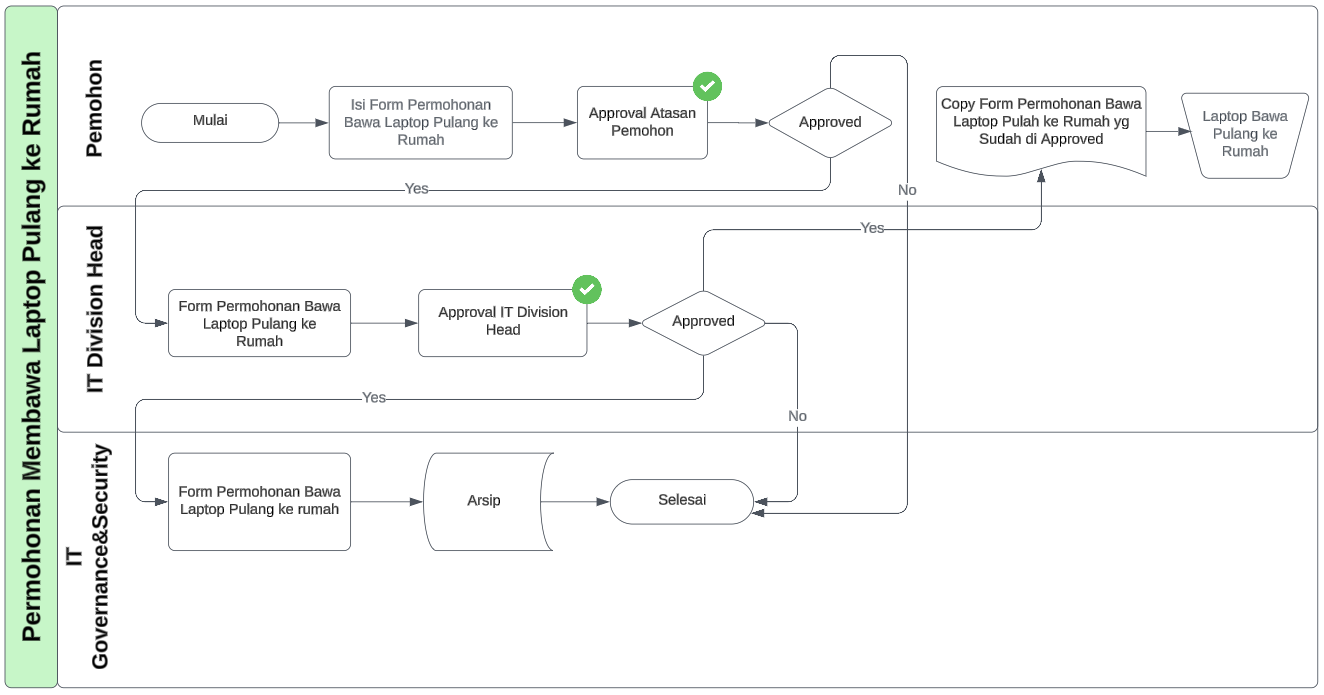 Permohonan Membawa Laptop Pulang ke Rumah
Pemohon
Mulai
Isi Form Permohonan
Bawa Laptop Pulang ke
Rumah
Approval Atasan
Pemohon
Approved
Copy Form Permohonan Bawa
Laptop Pulah ke Rumah yg
Sudah di Approved
Laptop Bawa
Pulang ke
Rumah
Yes
No
IT Division Head
Yes
Form Permohonan Bawa
Laptop Pulang ke
Rumah
Approval IT Division
Head
Approved
Yes
No
IT
Governance&Security
Form Permohonan Bawa
Laptop Pulang ke rumah
Arsip
Selesai